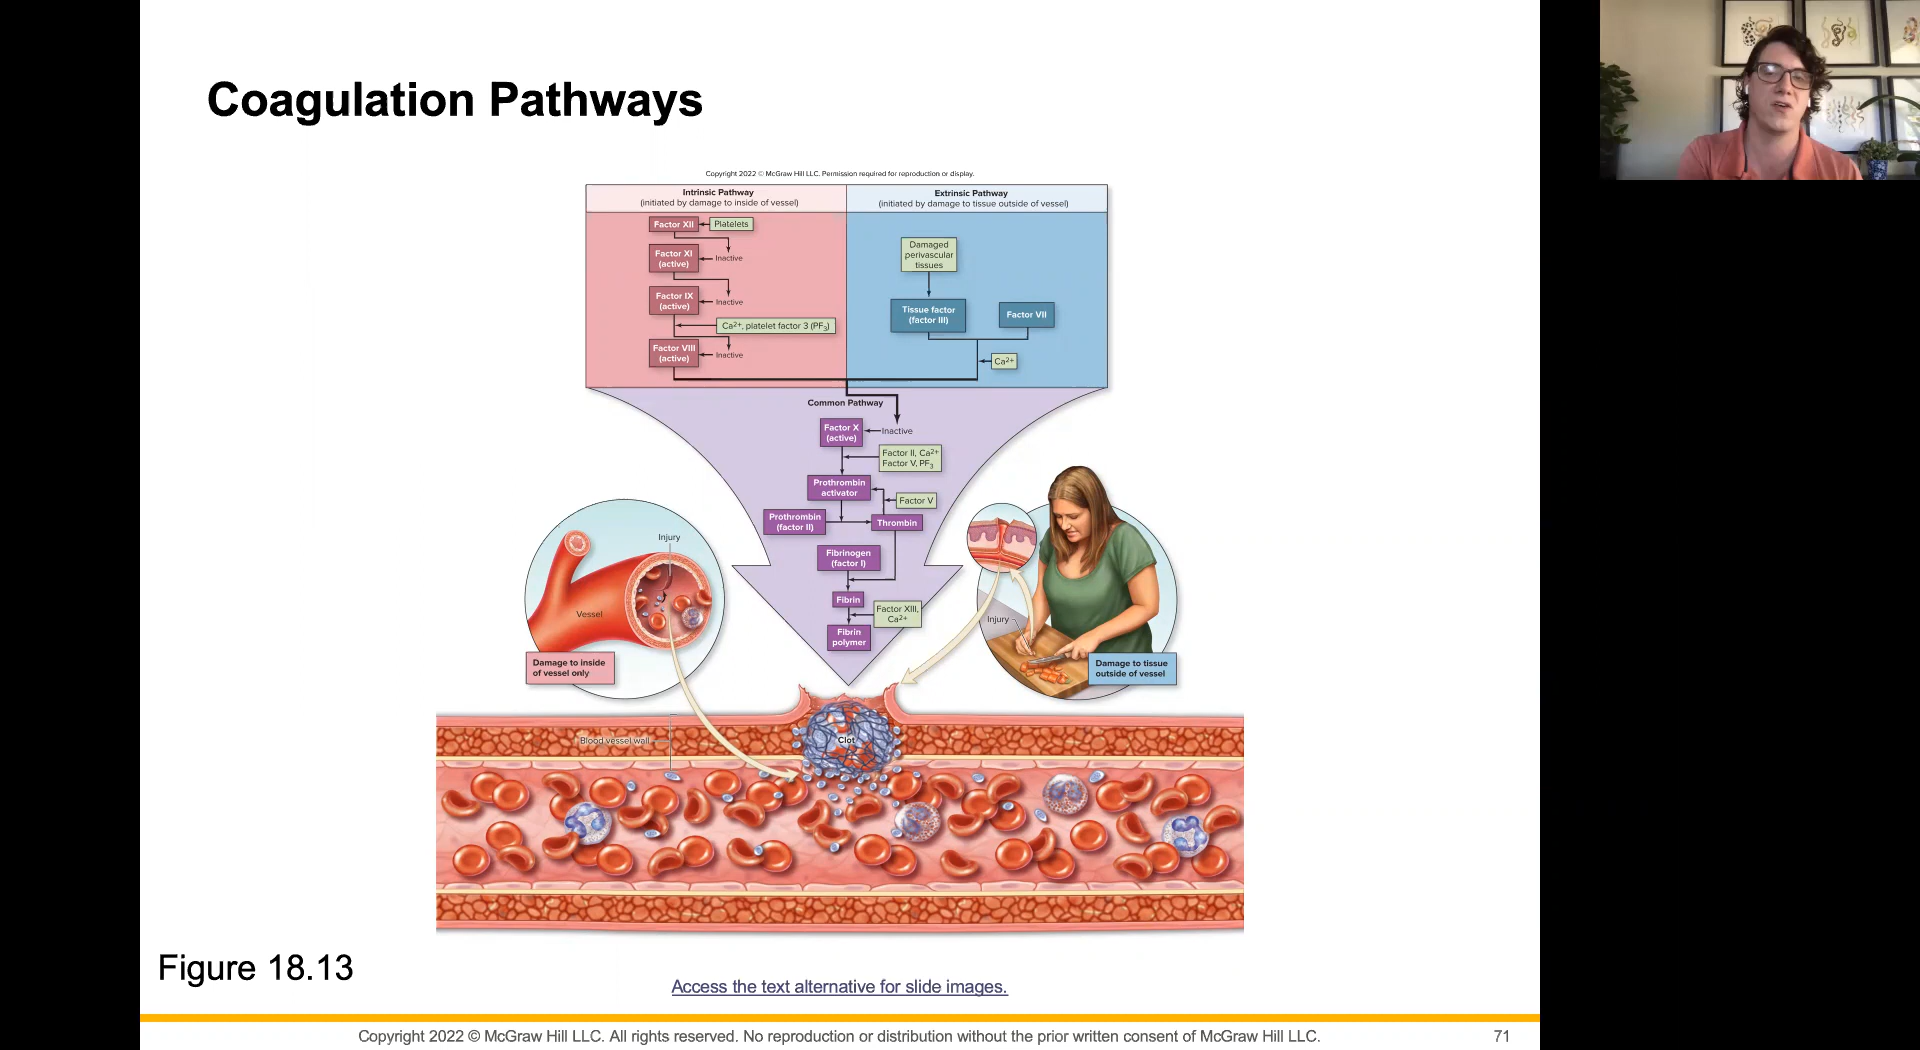 Coagulation Pathways
Copyright 2022 © McGraw Hill LLC. Permission required for reproduction or display.
Intrinsic Pathway
(initiated by damage to inside of vessel)
Extrinsic Pathway
(initiated by damage to tissue outside of vessel)
Factor XII
Platelets
Factor XI
(active)
Inactive
Factor IX
(active)
Inactive
Ca²⁺, platelet factor 3 (PF₃)
Factor VIII
(active)
Inactive
Damaged
perivascular
tissues
Tissue factor
(factor III)
Factor VII
Ca²⁺
Common Pathway
Factor X
(active)
Inactive
Factor II, Ca²⁺
Factor V, PF₃
Prothrombin
activator
Factor V
Prothrombin
(factor II)
Thrombin
Fibrinogen
(factor I)
Fibrin
Factor XIII,
Ca²⁺
Fibrin
polymer
Injury
Vessel
Damage to inside
of vessel only
Injury
Damage to tissue
outside of vessel
Blood vessel wall
Clot
Figure 18.13
Access the text alternative for slide images.
Copyright 2022 © McGraw Hill LLC. All rights reserved. No reproduction or distribution without the prior written consent of McGraw Hill LLC.
71